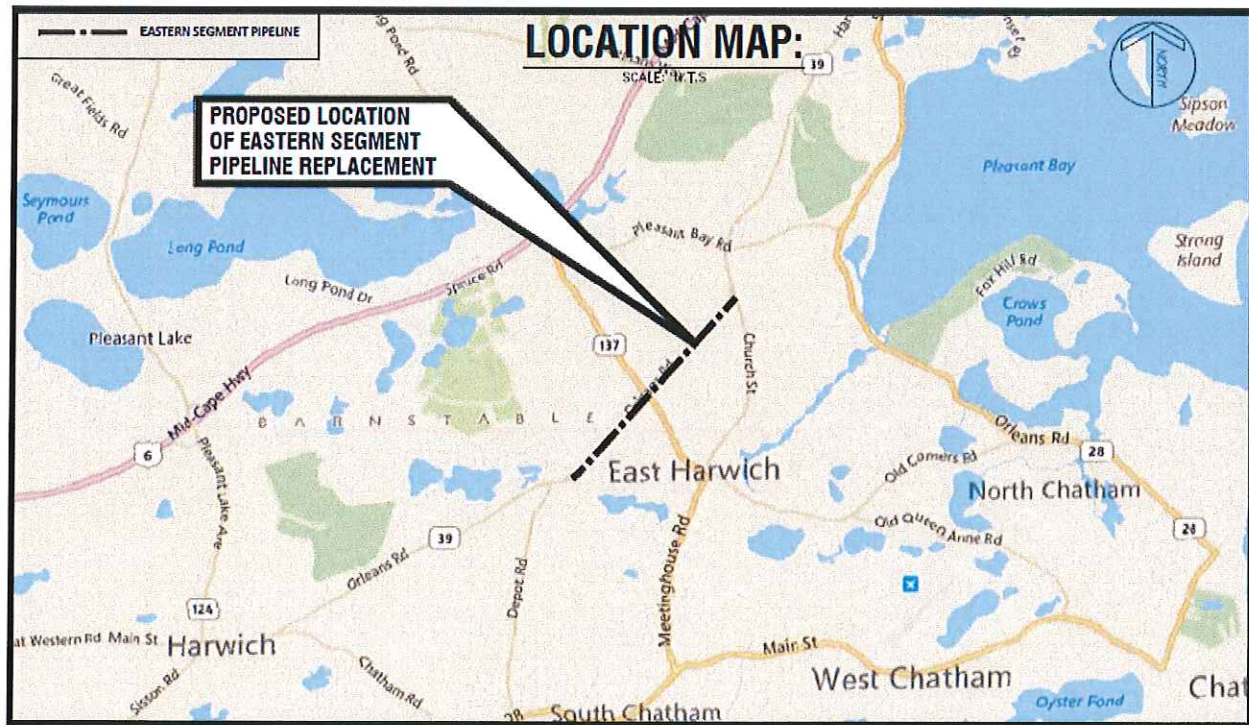 EASTERN SEGMENT PIPELINE
LOCATION MAP:
SCALE: N.T.S
NORTH
PROPOSED LOCATION
OF EASTERN SEGMENT
PIPELINE REPLACEMENT
Great Fields Rd
Pond Rd
39
Sipson
Meadow
Pleasant Bay
Seymours
Pond
Long Pond
Pleasant Bay Rd
Strong
Island
Fox Hill Rd
Long Pond Dr
Spruce Rd
Crows
Pond
Pleasant Lake
137
Church St
Mid-Cape Hwy
BARNSTABLE
6
Orleans Rd
28
Old Comers Rd
East Harwich
North Chatham
Pleasant Lake Ave
Old Queen Anne Rd
28
39
Orleans Rd
Depot Rd
Meetinghouse Rd
124
at Western Rd Main St
Harwich
Main St
West Chatham
Sisson Rd
Chatham Rd
Chat
28
South Chatham
Oyster Pond